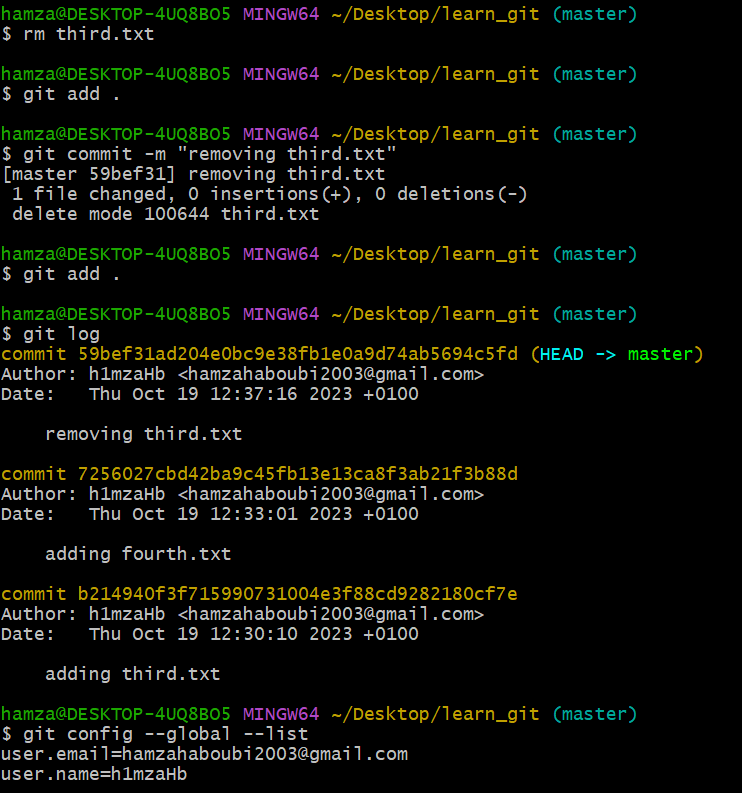 hamza@DESKTOP-4UQ8BO5 MINGW64 ~/Desktop/learn_git (master)
$ rm third.txt
hamza@DESKTOP-4UQ8BO5 MINGW64 ~/Desktop/learn_git (master)
$ git add .
hamza@DESKTOP-4UQ8BO5 MINGW64 ~/Desktop/learn_git (master)
$ git commit -m "removing third.txt"
[master 59bef31] removing third.txt
 1 file changed, 0 insertions(+), 0 deletions(-)
 delete mode 100644 third.txt
hamza@DESKTOP-4UQ8BO5 MINGW64 ~/Desktop/learn_git (master)
$ git add .
hamza@DESKTOP-4UQ8BO5 MINGW64 ~/Desktop/learn_git (master)
$ git log
commit 59bef31ad204e0bc9e38fb1e0a9d74ab5694c5fd (HEAD -> master)
Author: h1mzaHb <hamzahaboubi2003@gmail.com>
Date:   Thu Oct 19 12:37:16 2023 +0100
    removing third.txt
commit 7256027cbd42ba9c45fb13e13ca8f3ab21f3b88d
Author: h1mzaHb <hamzahaboubi2003@gmail.com>
Date:   Thu Oct 19 12:33:01 2023 +0100
    adding fourth.txt
commit b214940f3f715990731004e3f88cd9282180cf7e
Author: h1mzaHb <hamzahaboubi2003@gmail.com>
Date:   Thu Oct 19 12:30:10 2023 +0100
    adding third.txt
hamza@DESKTOP-4UQ8BO5 MINGW64 ~/Desktop/learn_git (master)
$ git config --global --list
user.email=hamzahaboubi2003@gmail.com
user.name=h1mzaHb